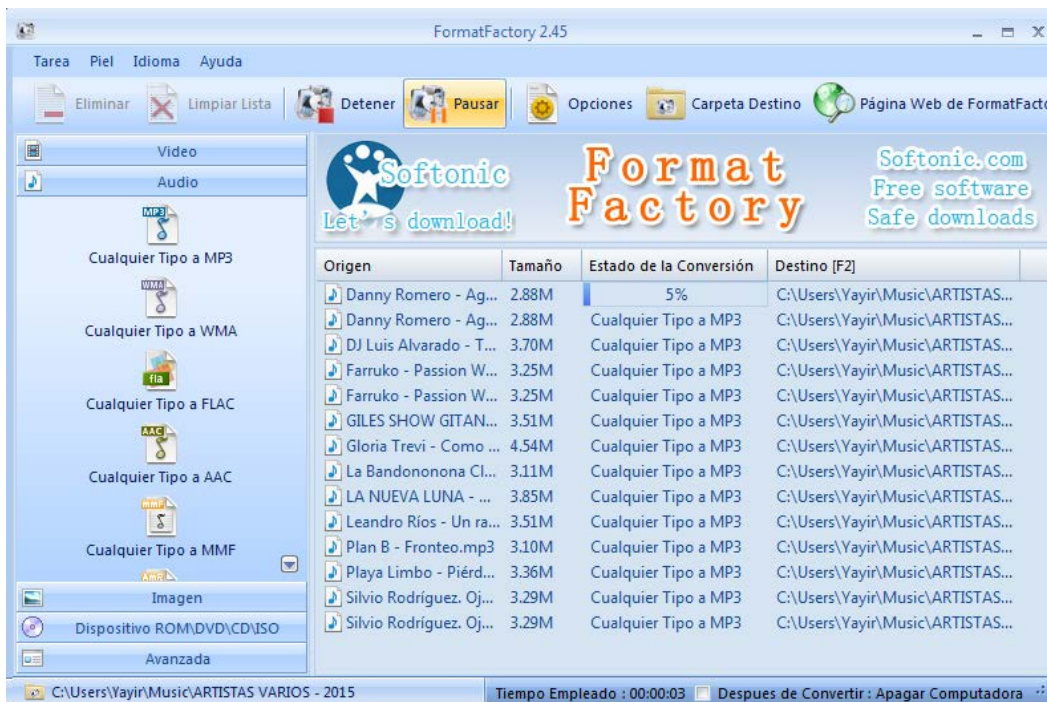 FormatFactory 2.45
Tarea Piel Idioma Ayuda
Eliminar Limpiar Lista Detener Pausar Opciones Carpeta Destino Página Web de FormatFacto
Video
Audio
MP3
Cualquier Tipo a MP3
WMA
Cualquier Tipo a WMA
fla
Cualquier Tipo a FLAC
AAC
Cualquier Tipo a AAC
MMF
Cualquier Tipo a MMF
AMR
Imagen
Dispositivo ROM\DVD\CD\ISO
Avanzada
Softonic
Let's download!
Format
Factory
Softonic.com
Free software
Safe downloads
Origen Tamaño Estado de la Conversión Destino [F2]
Danny Romero - Ag... 2.88M 5% C:\Users\Yayir\Music\ARTISTAS...
Danny Romero - Ag... 2.88M Cualquier Tipo a MP3 C:\Users\Yayir\Music\ARTISTAS...
DJ Luis Alvarado - T... 3.70M Cualquier Tipo a MP3 C:\Users\Yayir\Music\ARTISTAS...
Farruko - Passion W... 3.25M Cualquier Tipo a MP3 C:\Users\Yayir\Music\ARTISTAS...
Farruko - Passion W... 3.25M Cualquier Tipo a MP3 C:\Users\Yayir\Music\ARTISTAS...
GILES SHOW GITAN... 3.51M Cualquier Tipo a MP3 C:\Users\Yayir\Music\ARTISTAS...
Gloria Trevi - Como ... 4.54M Cualquier Tipo a MP3 C:\Users\Yayir\Music\ARTISTAS...
La Bandononona Cl... 3.11M Cualquier Tipo a MP3 C:\Users\Yayir\Music\ARTISTAS...
LA NUEVA LUNA - ... 3.85M Cualquier Tipo a MP3 C:\Users\Yayir\Music\ARTISTAS...
Leandro Ríos - Un ra... 3.51M Cualquier Tipo a MP3 C:\Users\Yayir\Music\ARTISTAS...
Plan B - Fronteo.mp3 3.10M Cualquier Tipo a MP3 C:\Users\Yayir\Music\ARTISTAS...
Playa Limbo - Piérd... 3.36M Cualquier Tipo a MP3 C:\Users\Yayir\Music\ARTISTAS...
Silvio Rodríguez. Oj... 3.29M Cualquier Tipo a MP3 C:\Users\Yayir\Music\ARTISTAS...
Silvio Rodríguez. Oj... 3.29M Cualquier Tipo a MP3 C:\Users\Yayir\Music\ARTISTAS...
C:\Users\Yayir\Music\ARTISTAS VARIOS - 2015 Tiempo Empleado : 00:00:03 Despues de Convertir : Apagar Computadora